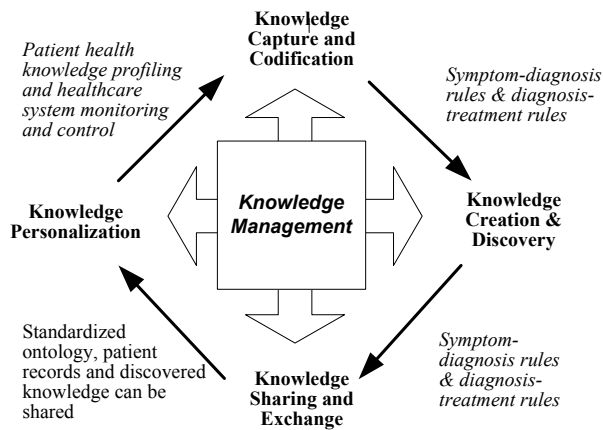 Knowledge
Capture and
Codification
Patient health
knowledge profiling
and healthcare
system monitoring
and control
Symptom-diagnosis
rules & diagnosis-
treatment rules
Knowledge
Management
Knowledge
Personalization
Knowledge
Creation &
Discovery
Standardized
ontology, patient
records and discovered
knowledge can be
shared
Knowledge
Sharing and
Exchange
Symptom-
diagnosis rules
& diagnosis-
treatment rules